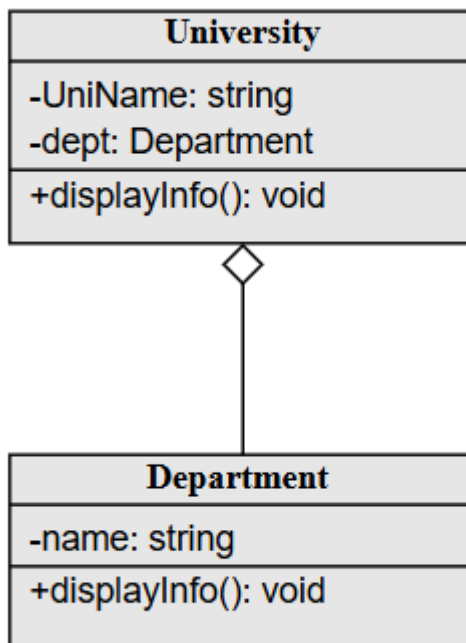 University
-UniName: string
-dept: Department
+displayInfo(): void
Department
-name: string
+displayInfo(): void